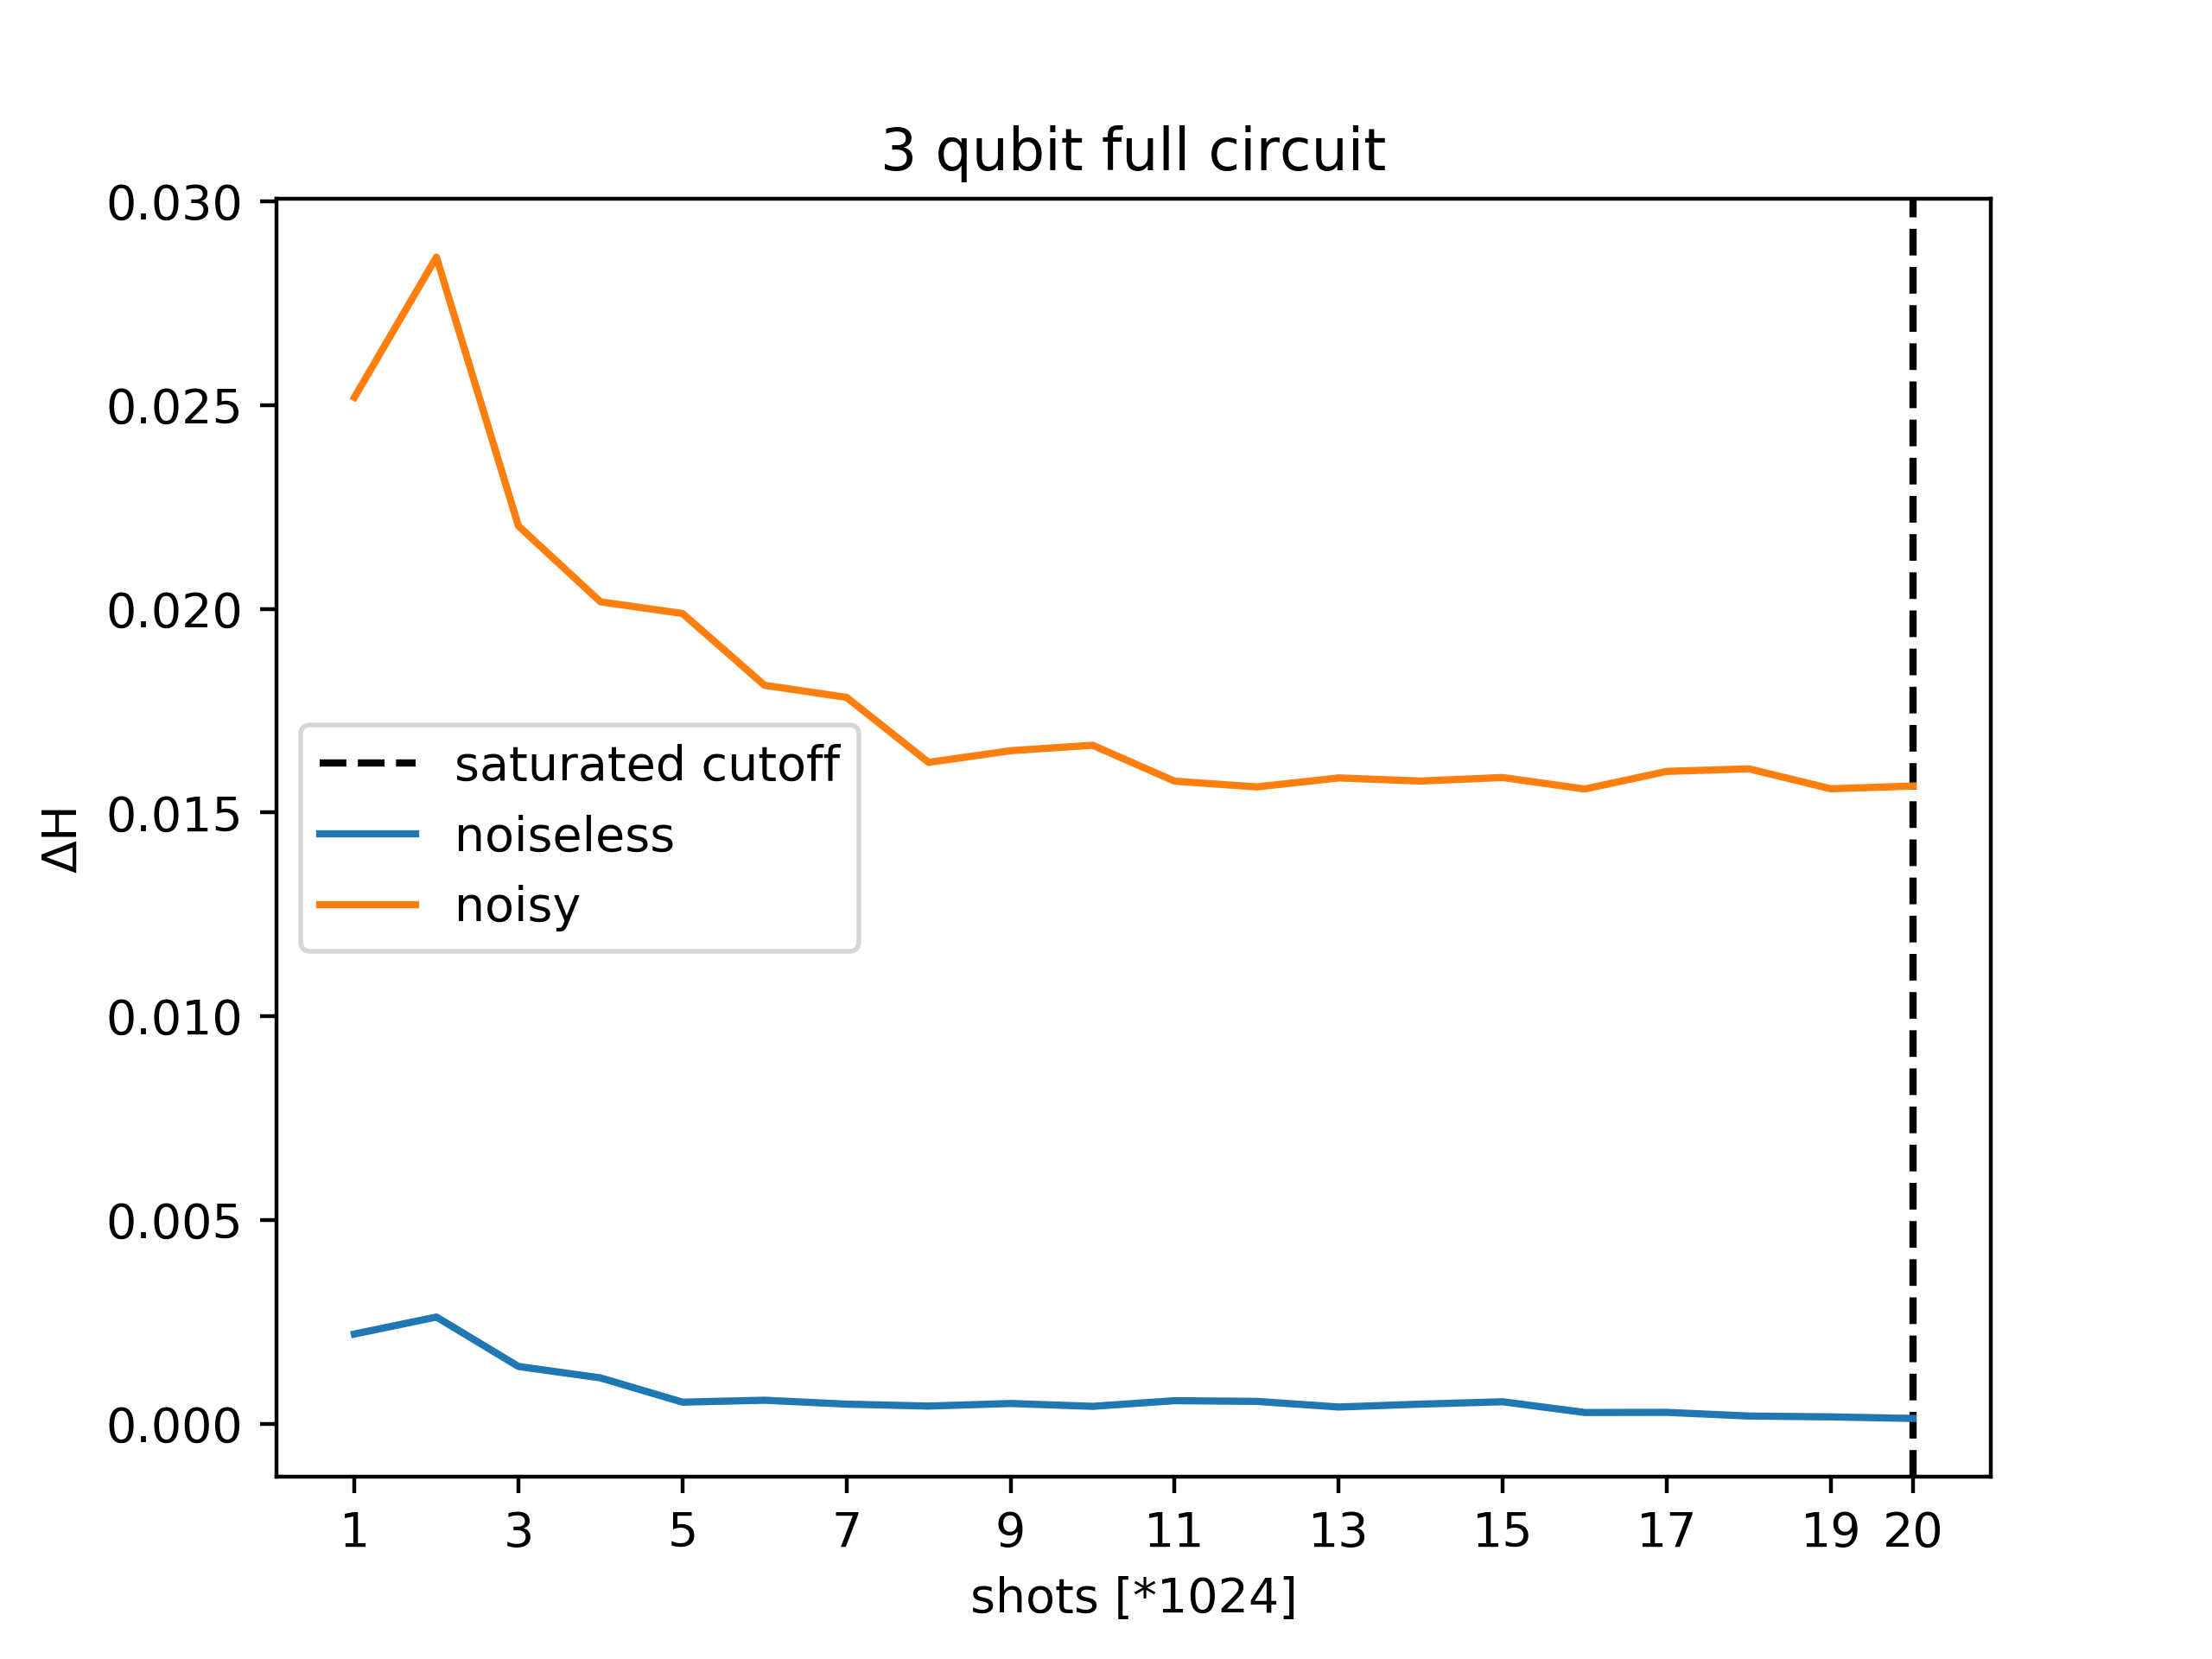 3 qubit full circuit
0.030
0.025
0.020
0.015
0.010
0.005
0.000
ΔH
saturated cutoff
noiseless
noisy
1 3 5 7 9 11 13 15 17 19 20
shots [*1024]